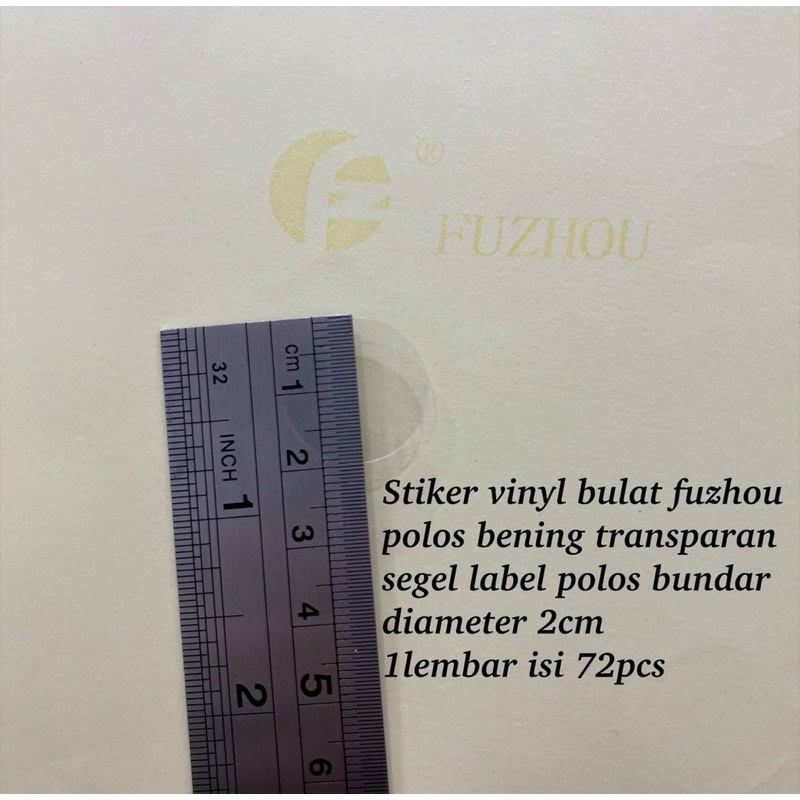 ®
FUZHOU
cm 1
32
INCH
1
2
3
4
5
2
6
Stiker vinyl bulat fuzhou
polos bening transparan
segel label polos bundar
diameter 2cm
1lembar isi 72pcs